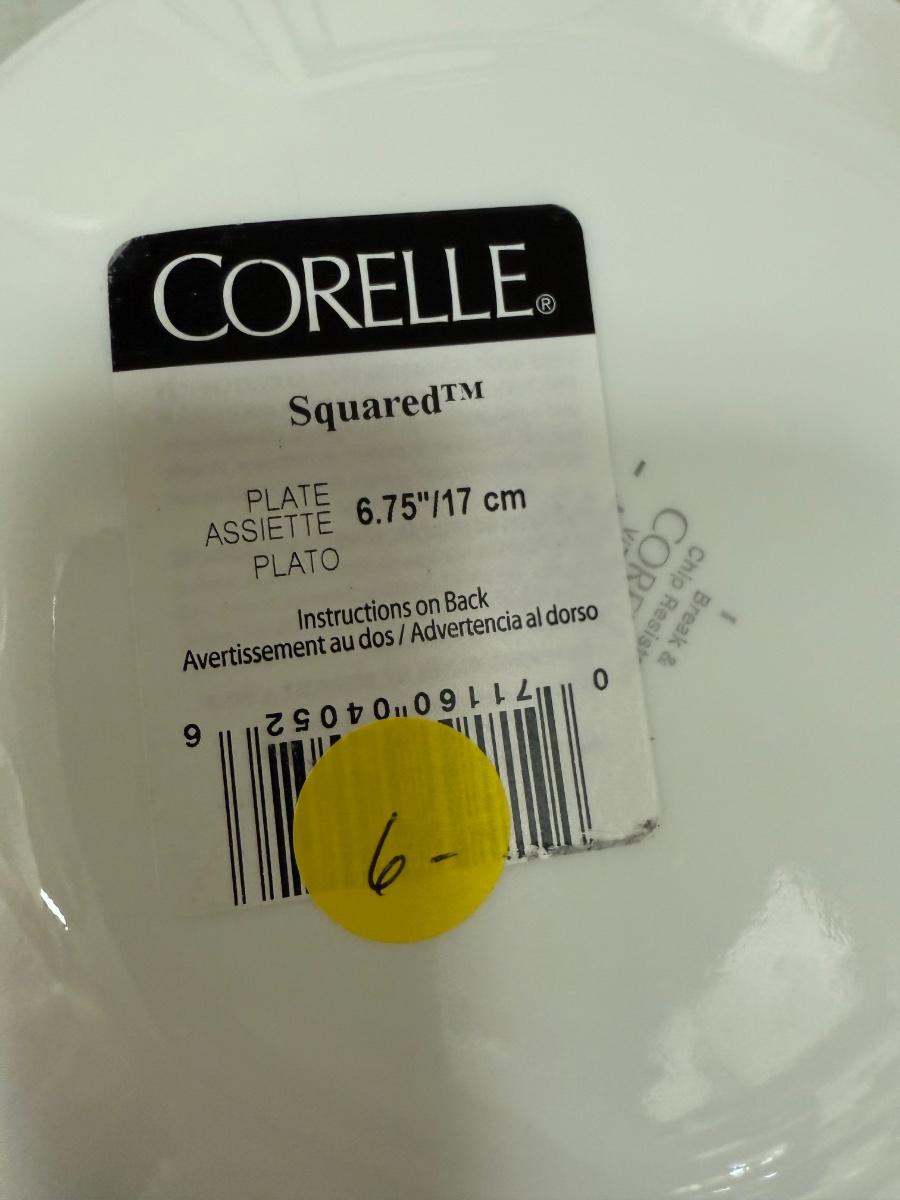 CORELLE®
Squared™
PLATE
ASSIETTE 6.75"/17 cm
PLATO
Instructions on Back
Avertissement au dos / Advertencia al dorso
0 71160 04052 6
6-
Break &
Chip